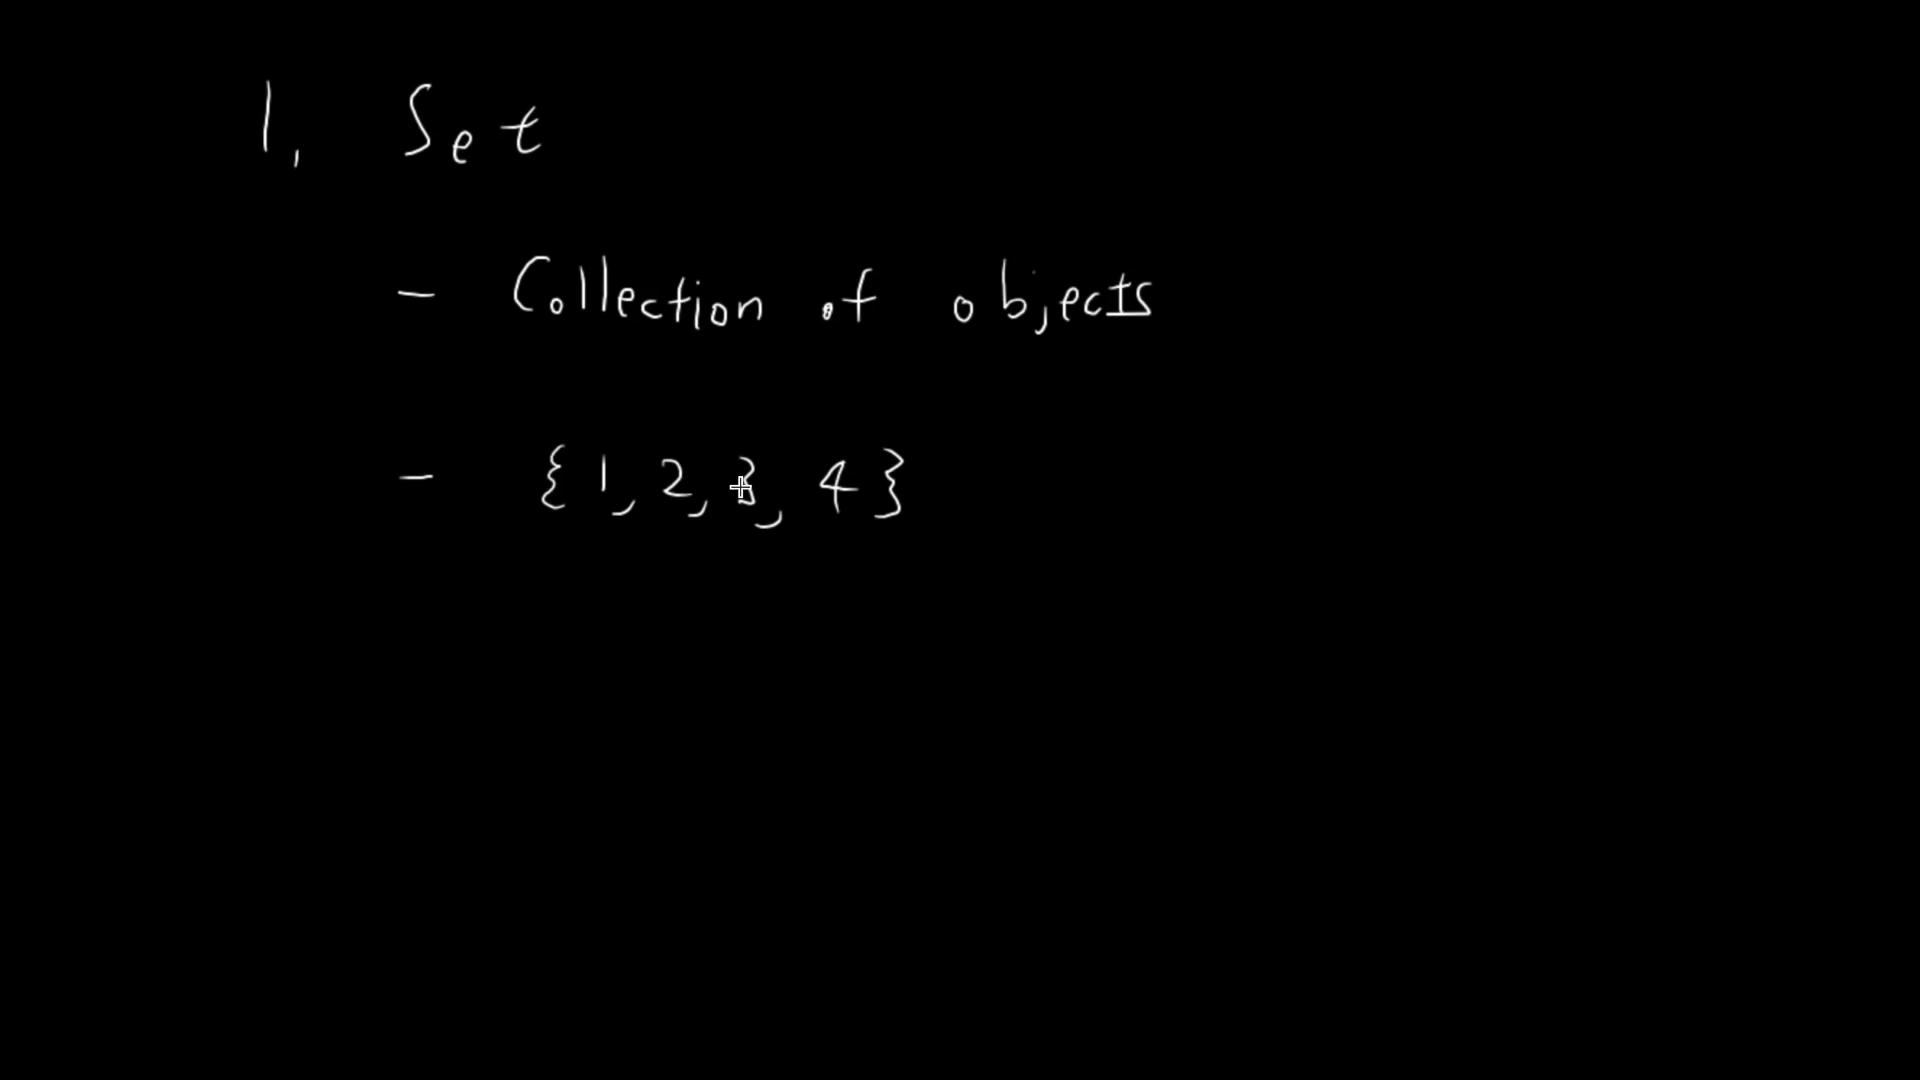 1, Set
- Collection of objects
- {1, 2, 3, 4}